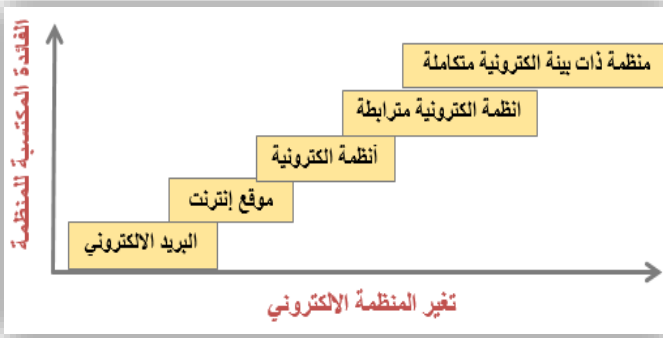 الفائدة المكتسبية للمنظمة
منظمة ذات بيئة الكترونية متكاملة
انظمة الكترونية مترابطة
أنظمة الكترونية
موقع إنترنت
البريد الالكتروني
تغير المنظمة الالكتروني